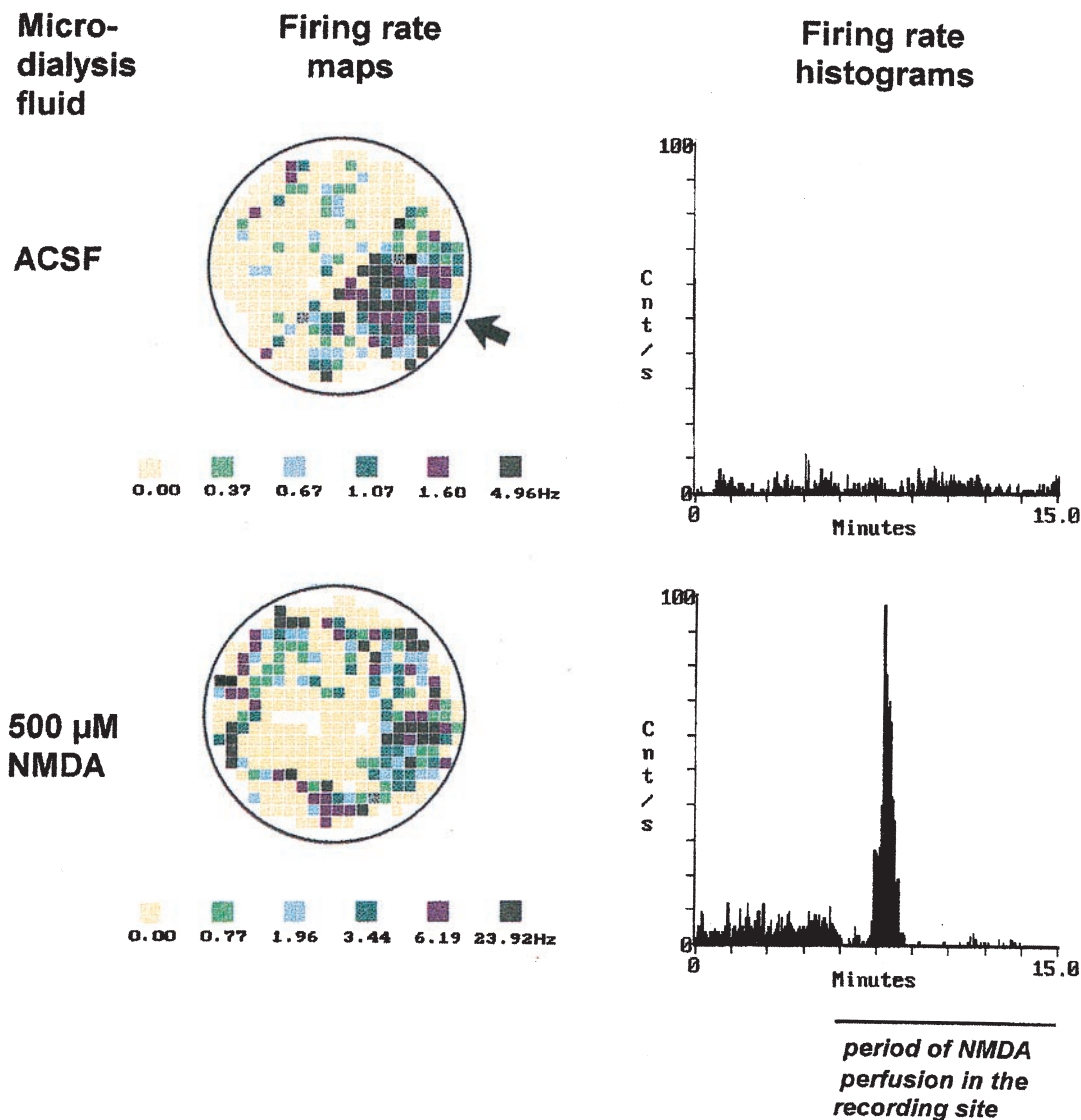 Micro-
dialysis
fluid
Firing rate
maps
Firing rate
histograms
ACSF
0.00 0.37 0.67 1.07 1.60 4.96Hz
100
C
n
t
/
s
0
0 15.0
Minutes
500 µM
NMDA
0.00 0.77 1.96 3.44 6.19 23.92Hz
100
C
n
t
/
s
0
0 15.0
Minutes
period of NMDA
perfusion in the
recording site